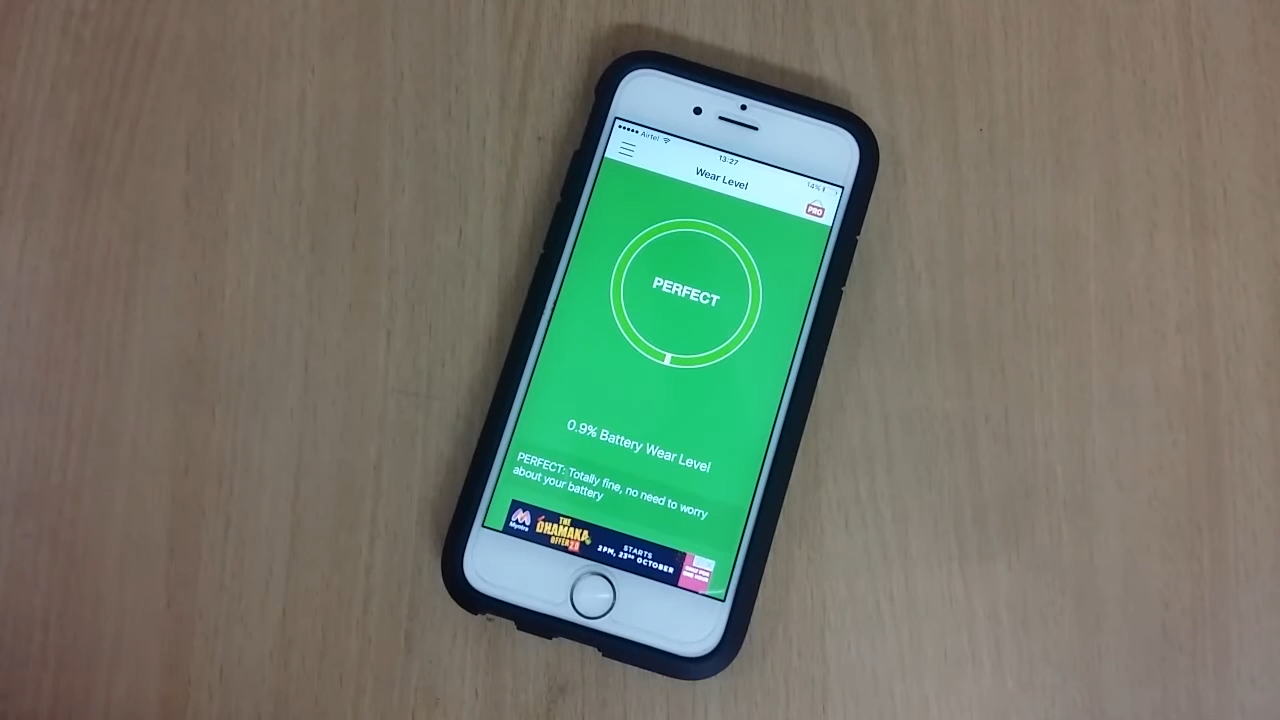 Airtel
13:27
14%
Wear Level
PRO
PERFECT
0.9% Battery Wear Level
PERFECT: Totally fine, no need to worry
about your battery
Myntra
THE
DHAMAKA
OFFER
STARTS
2PM, 23RD OCTOBER